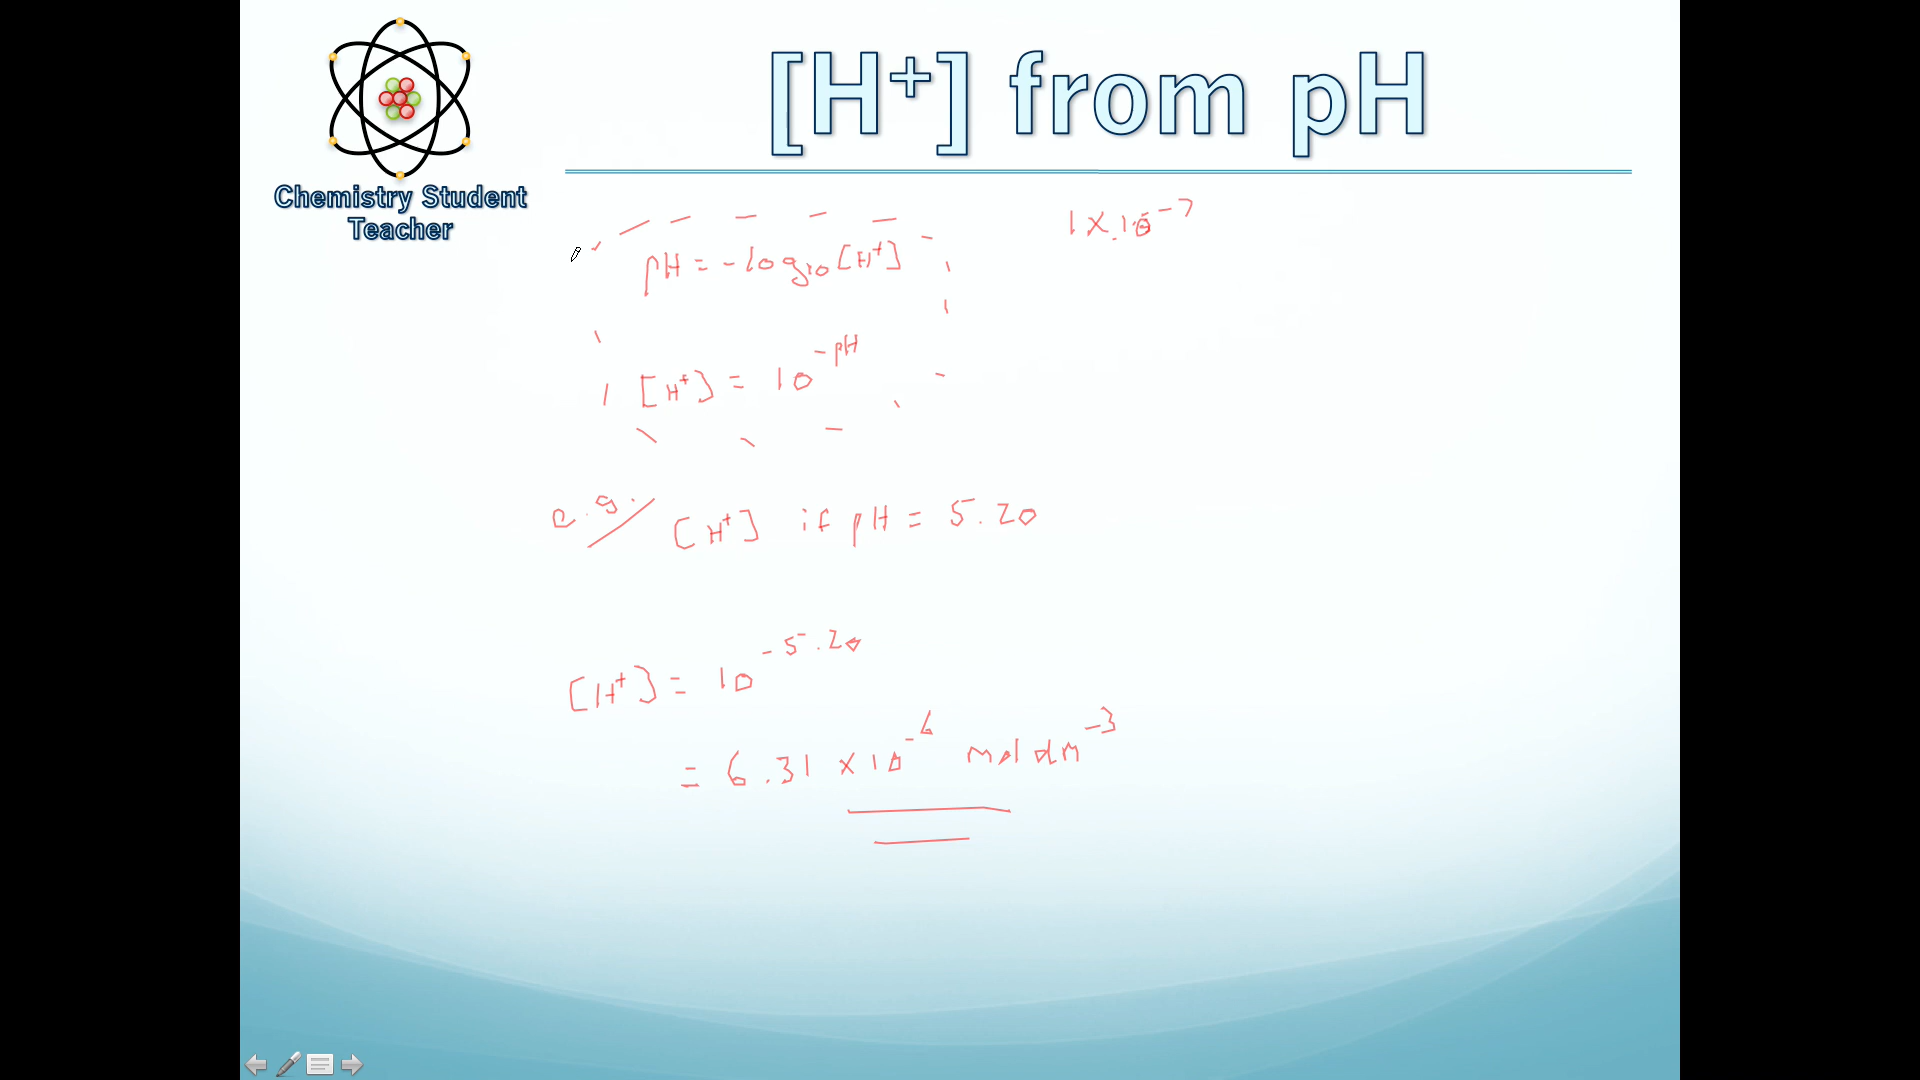 [H⁺] from pH
Chemistry Student
Teacher
1 × 10⁻⁷
pH = -log₁₀[H⁺]
[H⁺] = 10⁻ᵖᴴ
e.g. [H⁺] if pH = 5.20
[H⁺] = 10⁻⁵·²⁰
= 6.31 × 10⁻⁶ mol dm⁻³